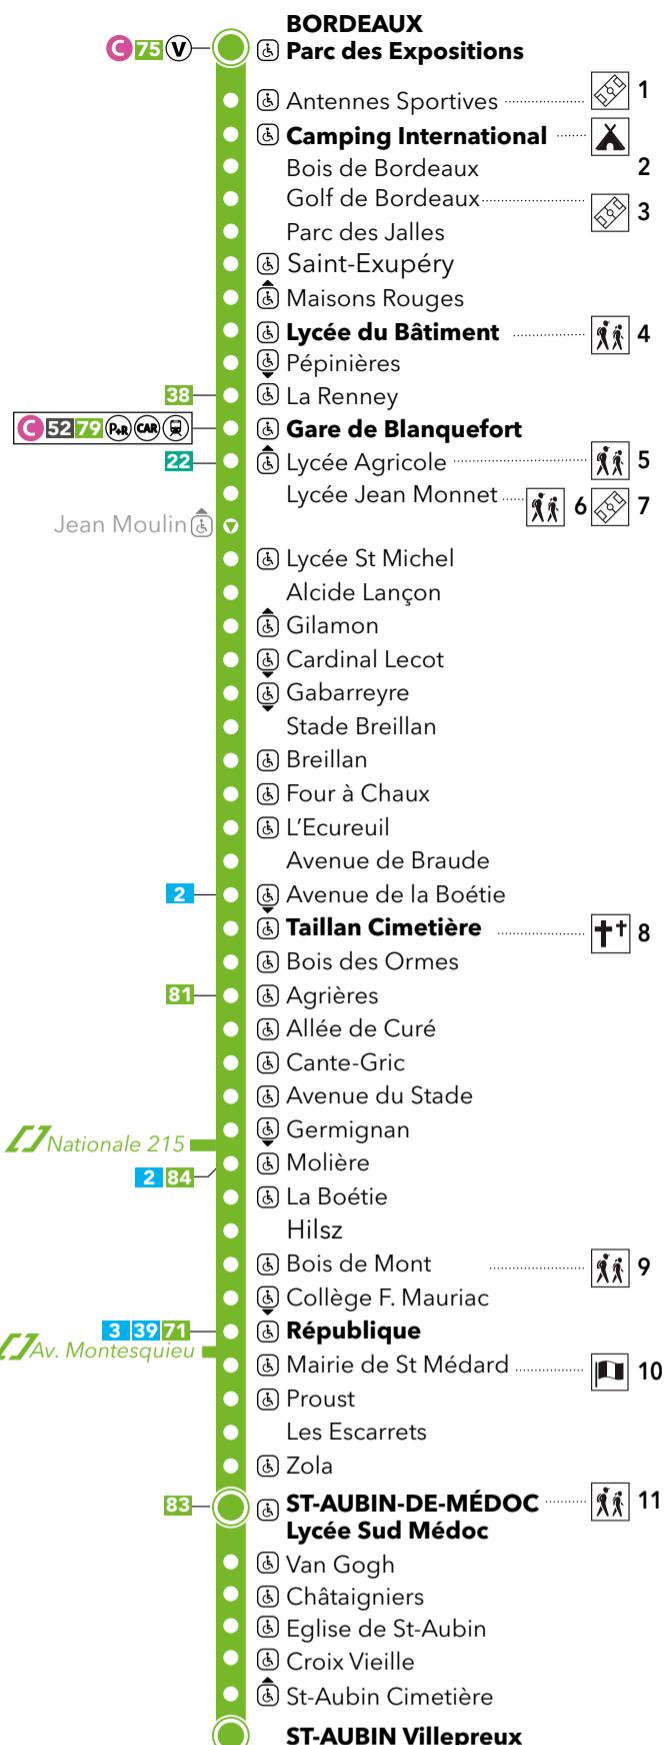 BORDEAUX
C 75 V Parc des Expositions
Antennes Sportives 1
Camping International
Bois de Bordeaux 2
Golf de Bordeaux 3
Parc des Jalles
Saint-Exupéry
Maisons Rouges
Lycée du Bâtiment 4
Pépinières
38 La Renney
C 52 79 P+R CAR Gare de Blanquefort
22 Lycée Agricole 5
Lycée Jean Monnet 6 7
Jean Moulin
Lycée St Michel
Alcide Lançon
Gilamon
Cardinal Lecot
Gabarreyre
Stade Breillan
Breillan
Four à Chaux
L'Ecureuil
Avenue de Braude
2 Avenue de la Boétie
Taillan Cimetière 8
Bois des Ormes
81 Agrières
Allée de Curé
Cante-Gric
Avenue du Stade
Germignan
Nationale 215
2 84 Molière
La Boétie
Hilsz
Bois de Mont 9
Collège F. Mauriac
3 39 71 République
Av. Montesquieu
Mairie de St Médard 10
Proust
Les Escarrets
Zola
83 ST-AUBIN-DE-MÉDOC 11
Lycée Sud Médoc
Van Gogh
Châtaigniers
Eglise de St-Aubin
Croix Vieille
St-Aubin Cimetière
ST-AUBIN Villepreux